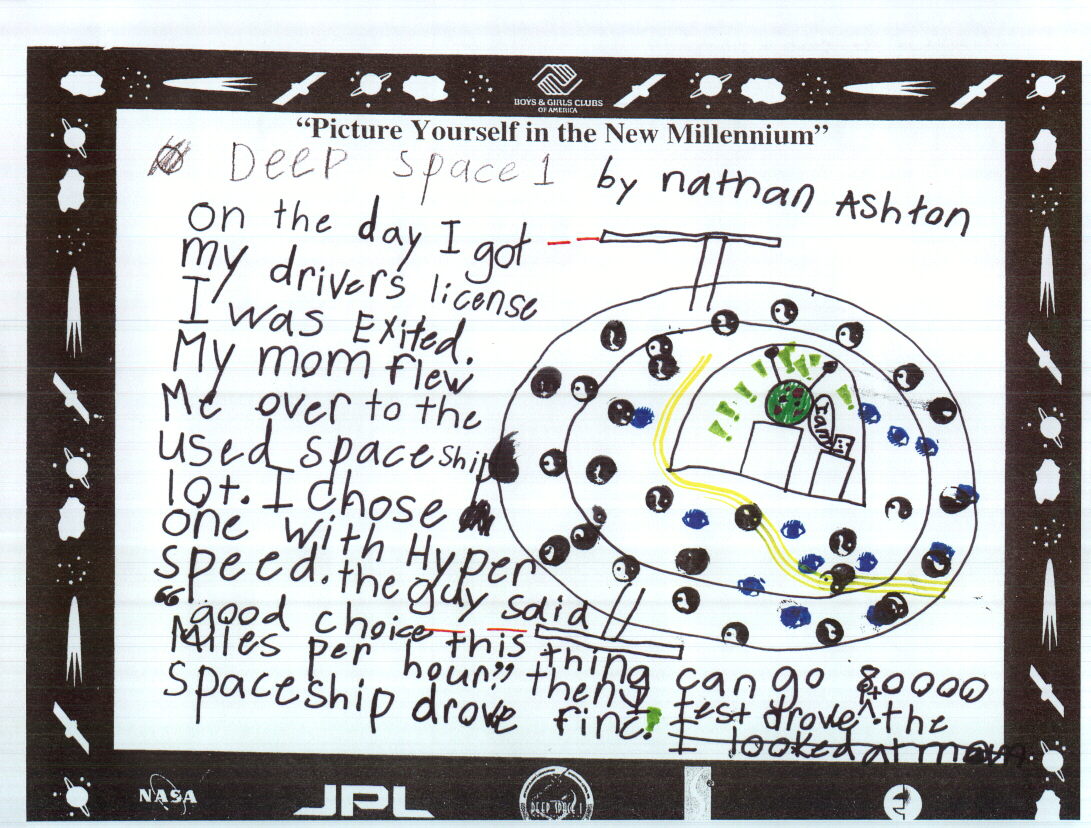 BOYS & GIRLS CLUBS
OF AMERICA
“Picture Yourself in the New Millennium”
Deep space 1 by nathan Ashton
on the day I got
my drivers license
I was Exited.
My mom flew
Me over to the
used spaceship
lot. I chose
one with Hyper
speed. the guy said
“good choice this thing can go 80000
Miles per hour.” then I test drove it. the
spaceship drove fine. I looked at mom
NASA
JPL
DEEP SPACE 1